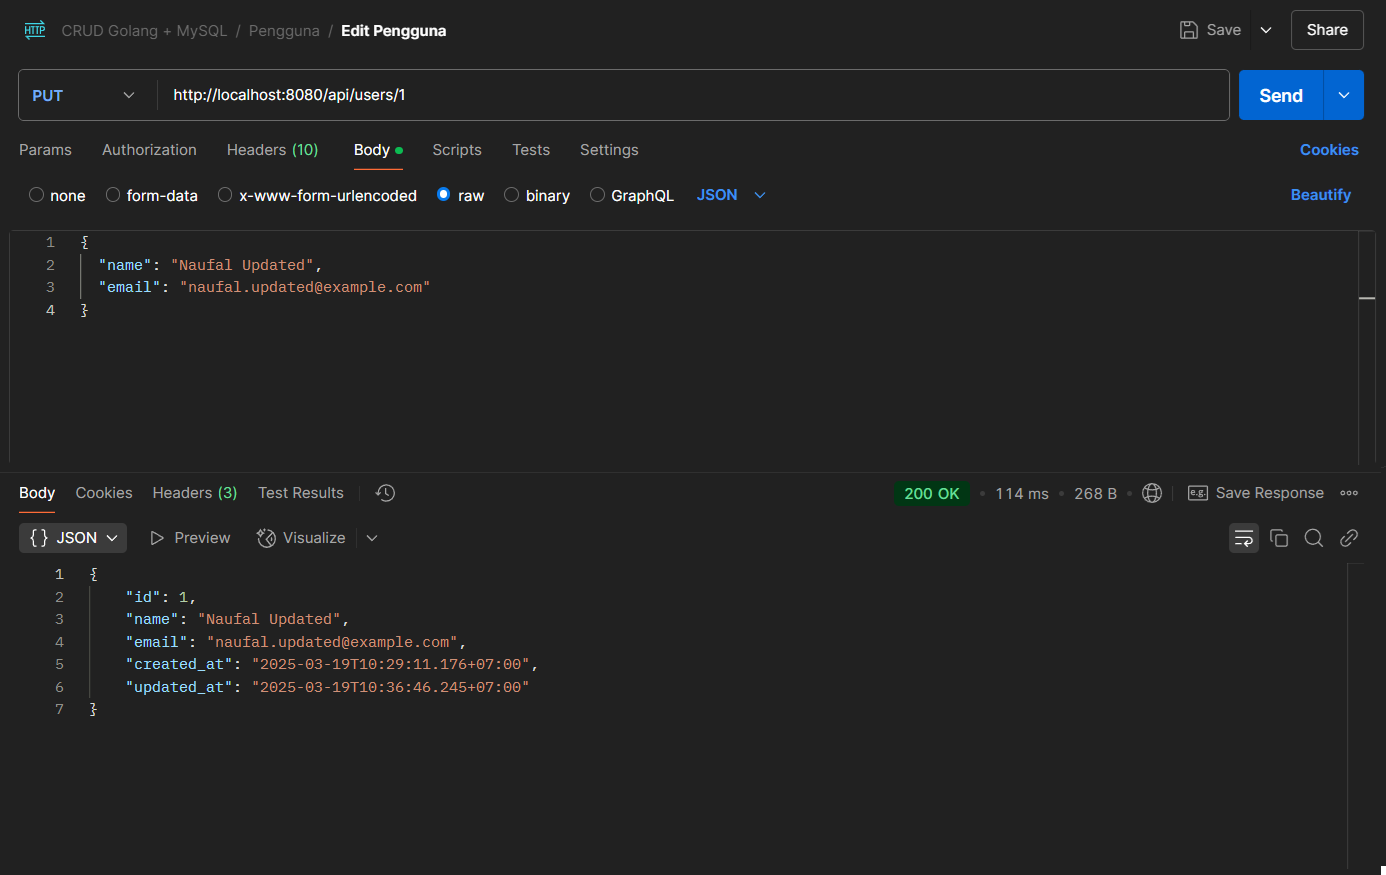 HTTP CRUD Golang + MySQL / Pengguna / Edit Pengguna Save Share
PUT http://localhost:8080/api/users/1 Send
Params Authorization Headers (10) Body Scripts Tests Settings Cookies
none form-data x-www-form-urlencoded raw binary GraphQL JSON Beautify
1 {
2 "name": "Naufal Updated",
3 "email": "naufal.updated@example.com"
4 }
Body Cookies Headers (3) Test Results 200 OK • 114 ms • 268 B • e.g. Save Response
{} JSON Preview Visualize
1 {
2 "id": 1,
3 "name": "Naufal Updated",
4 "email": "naufal.updated@example.com",
5 "created_at": "2025-03-19T10:29:11.176+07:00",
6 "updated_at": "2025-03-19T10:36:46.245+07:00"
7 }